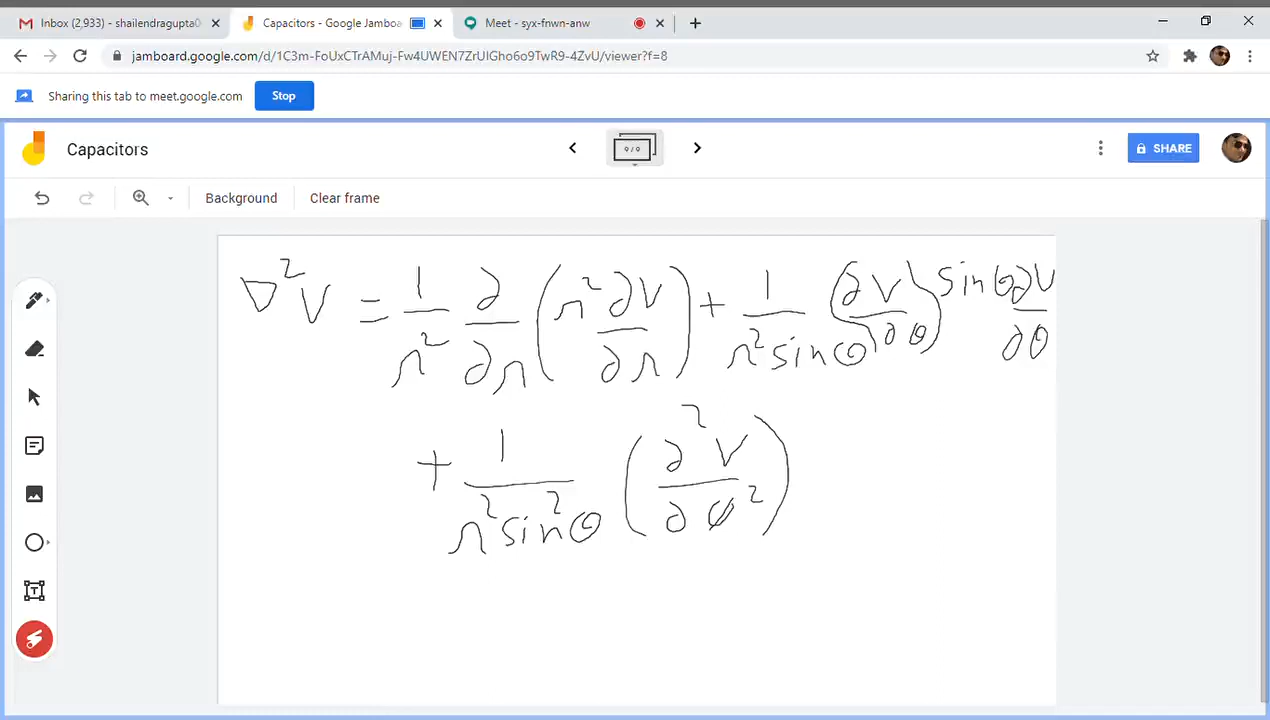 Inbox (2,933) - shailendragupta0
Capacitors - Google Jamboa
Meet - syx-fnwn-anw
jamboard.google.com/d/1C3m-FoUxCTrAMuj-Fw4UWEN7ZrUIGho6o9TwR9-4ZvU/viewer?f=8
Sharing this tab to meet.google.com
Stop
Capacitors
9 / 9
SHARE
Background
Clear frame
∇²V = 1/r² ∂/∂r (r² ∂V/∂r) + 1/(r² sinθ) (∂V/∂θ) sinθ ∂V/∂θ
+ 1/(r² sin²θ) (∂²V/∂φ²)